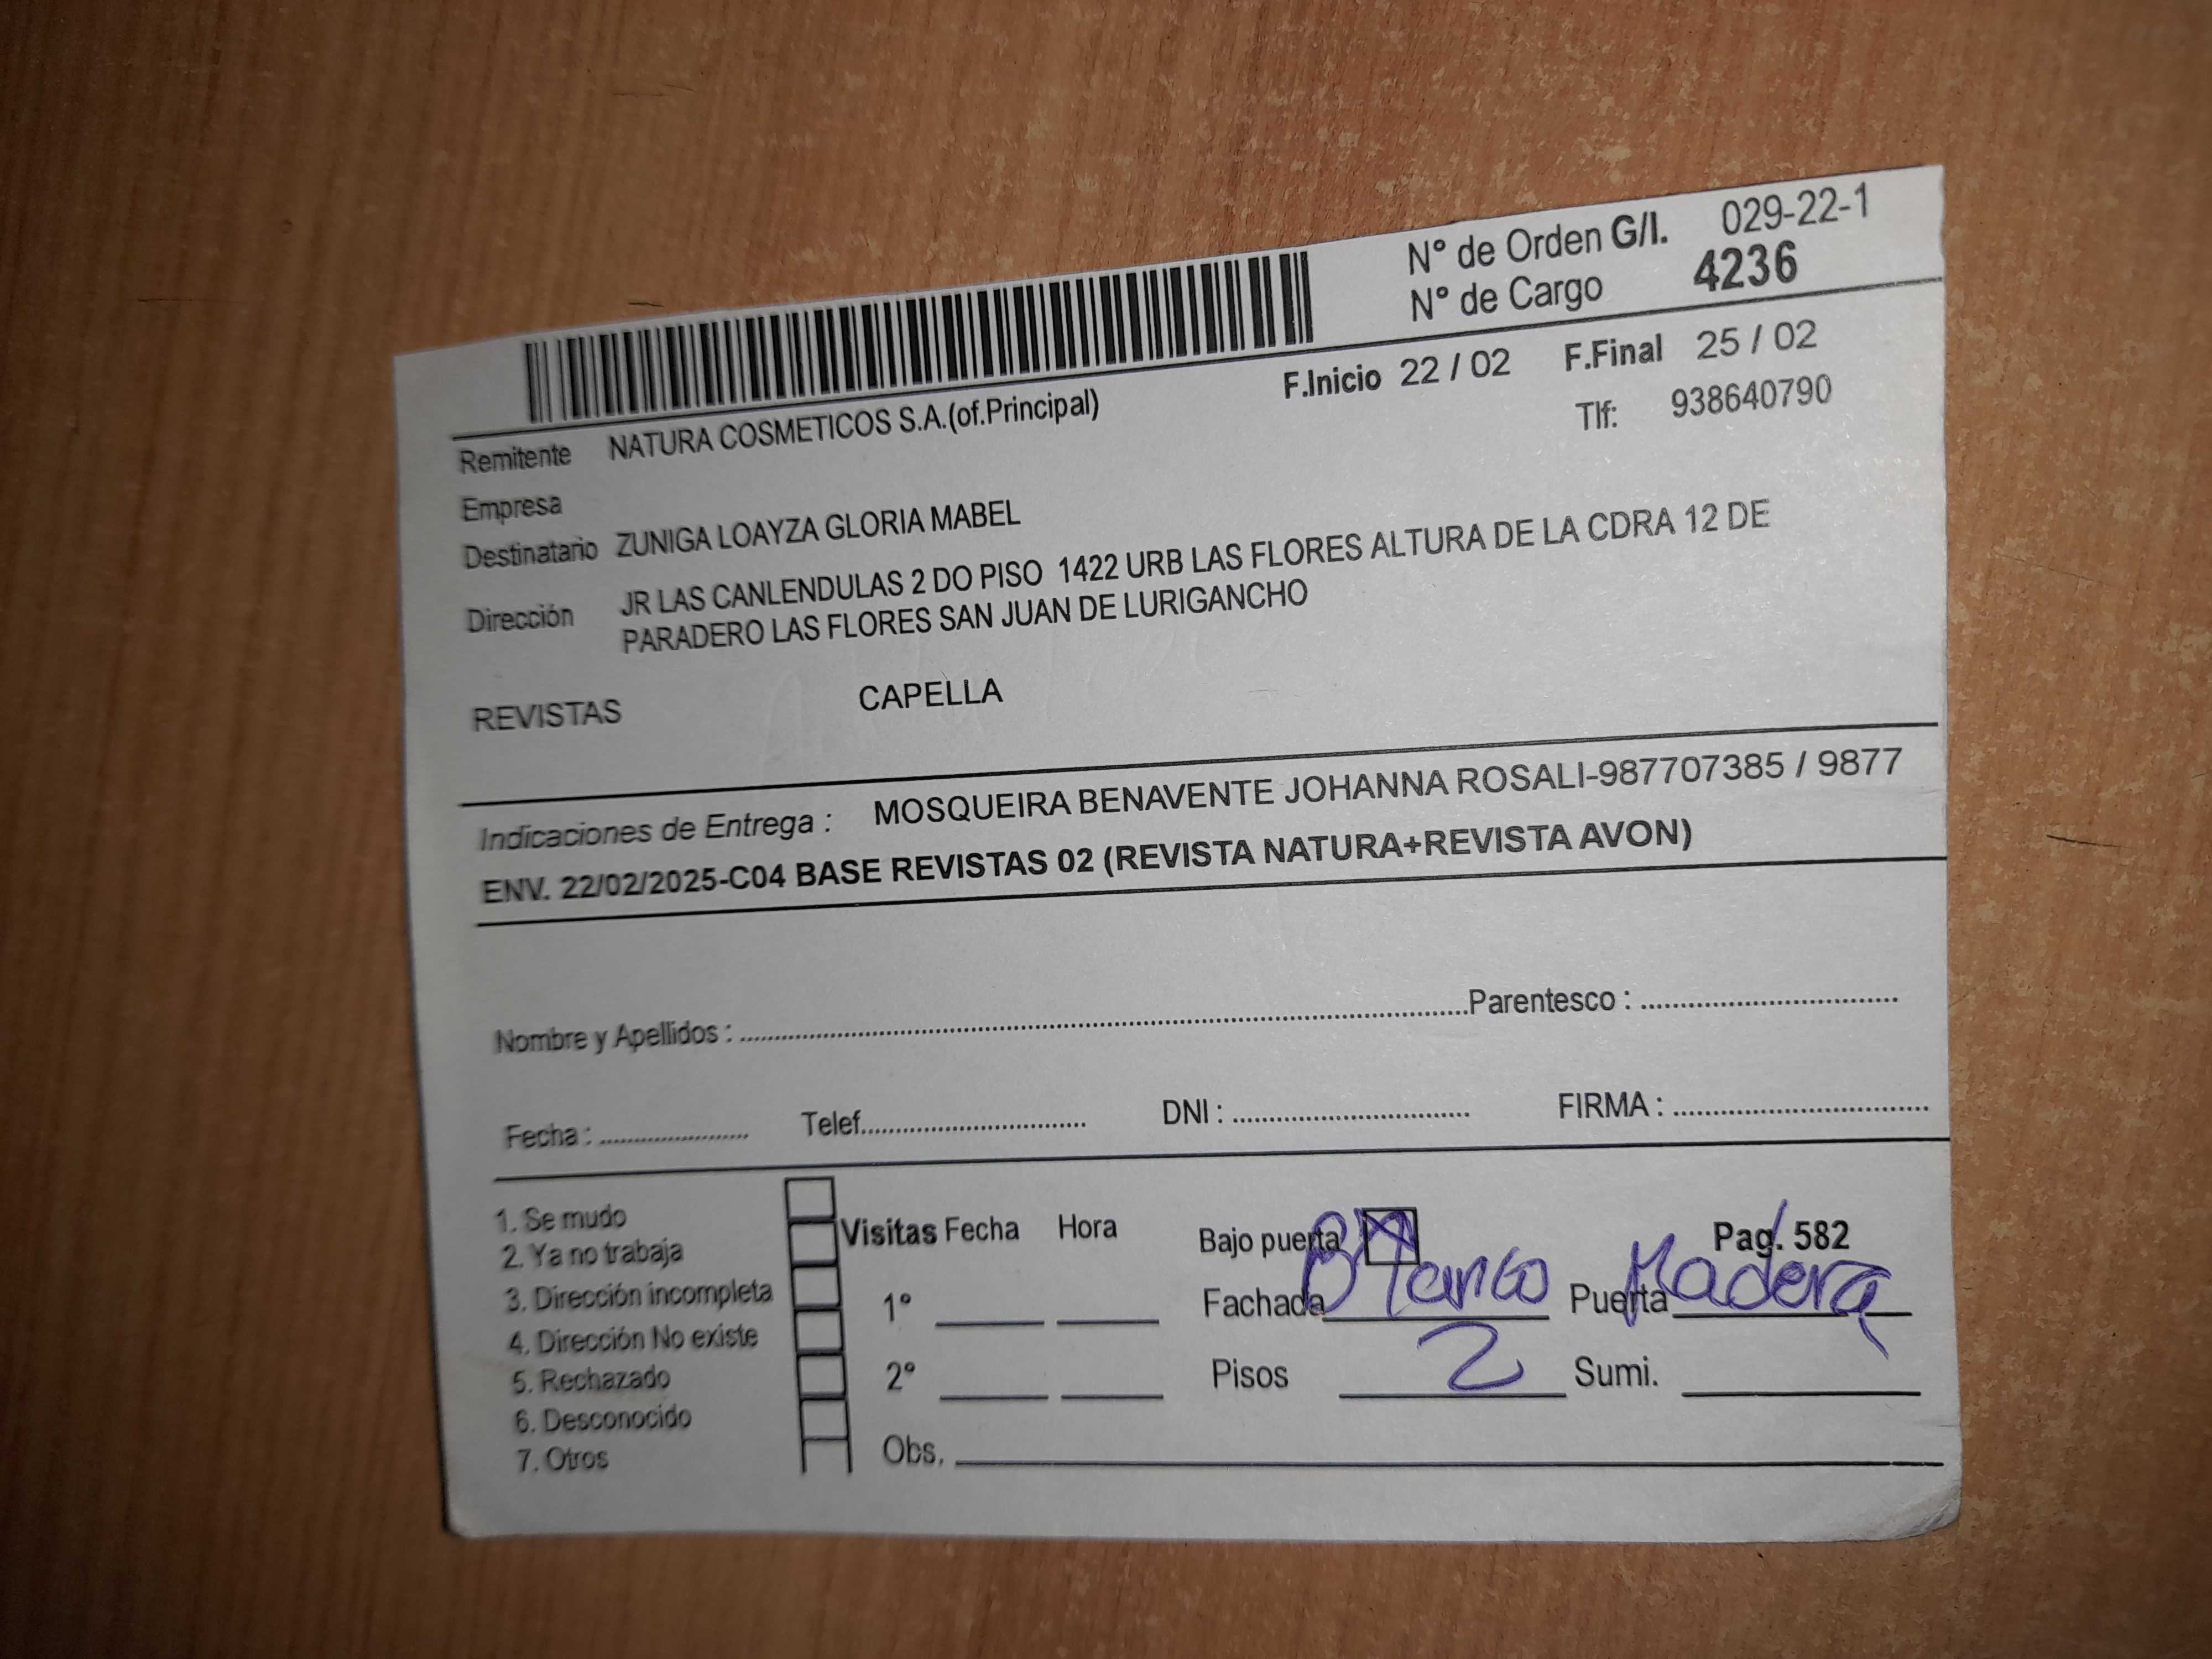 N° de Orden G/I. 029-22-1
N° de Cargo 4236
F.Inicio 22 / 02 F.Final 25 / 02
Remitente NATURA COSMETICOS S.A.(of.Principal) Tlf: 938640790
Empresa
Destinatario ZUNIGA LOAYZA GLORIA MABEL
Dirección JR LAS CANLENDULAS 2 DO PISO 1422 URB LAS FLORES ALTURA DE LA CDRA 12 DE
PARADERO LAS FLORES SAN JUAN DE LURIGANCHO
REVISTAS CAPELLA
Indicaciones de Entrega : MOSQUEIRA BENAVENTE JOHANNA ROSALI-987707385 / 9877
ENV. 22/02/2025-C04 BASE REVISTAS 02 (REVISTA NATURA+REVISTA AVON)
Nombre y Apellidos : ........................ Parentesco : ........................
Fecha : ........................ Telef........................ DNI : ........................ FIRMA : ........................
1. Se mudo
2. Ya no trabaja
3. Dirección incompleta
4. Dirección No existe
5. Rechazado
6. Desconocido
7. Otros
Visitas Fecha Hora
1°
2°
Obs.
Bajo puerta X Pag. 582
Fachada Blanco Puerta Madera
Pisos 2 Sumi.